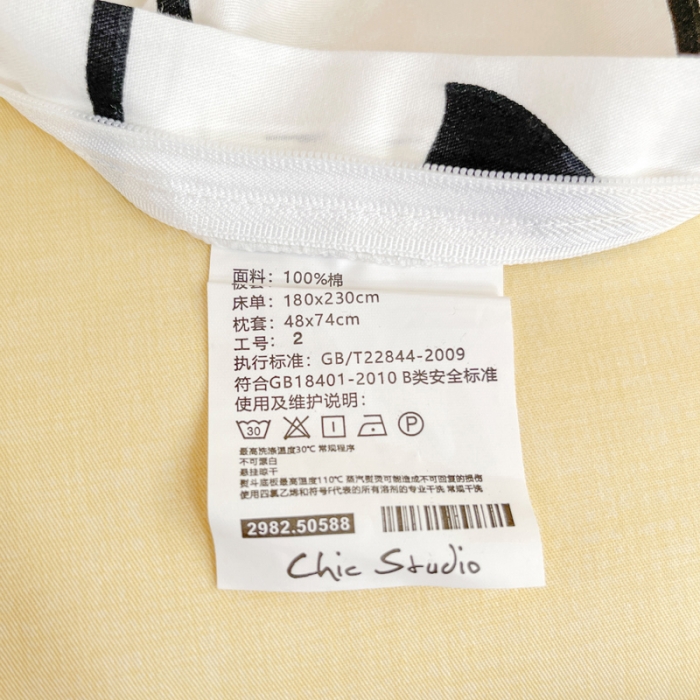 面料：100%棉
床单：180x230cm
枕套：48x74cm
工号：2
执行标准：GB/T22844-2009
符合GB18401-2010 B类安全标准
使用及维护说明：
30 P
最高洗涤温度30℃ 常规程序
不可漂白
悬挂晾干
熨斗底板最高温度110℃ 蒸汽熨烫可能造成不可回复的损伤
使用四氯乙烯和符号F代表的所有溶剂的专业干洗 常规干洗
2982.50588
Chic Studio